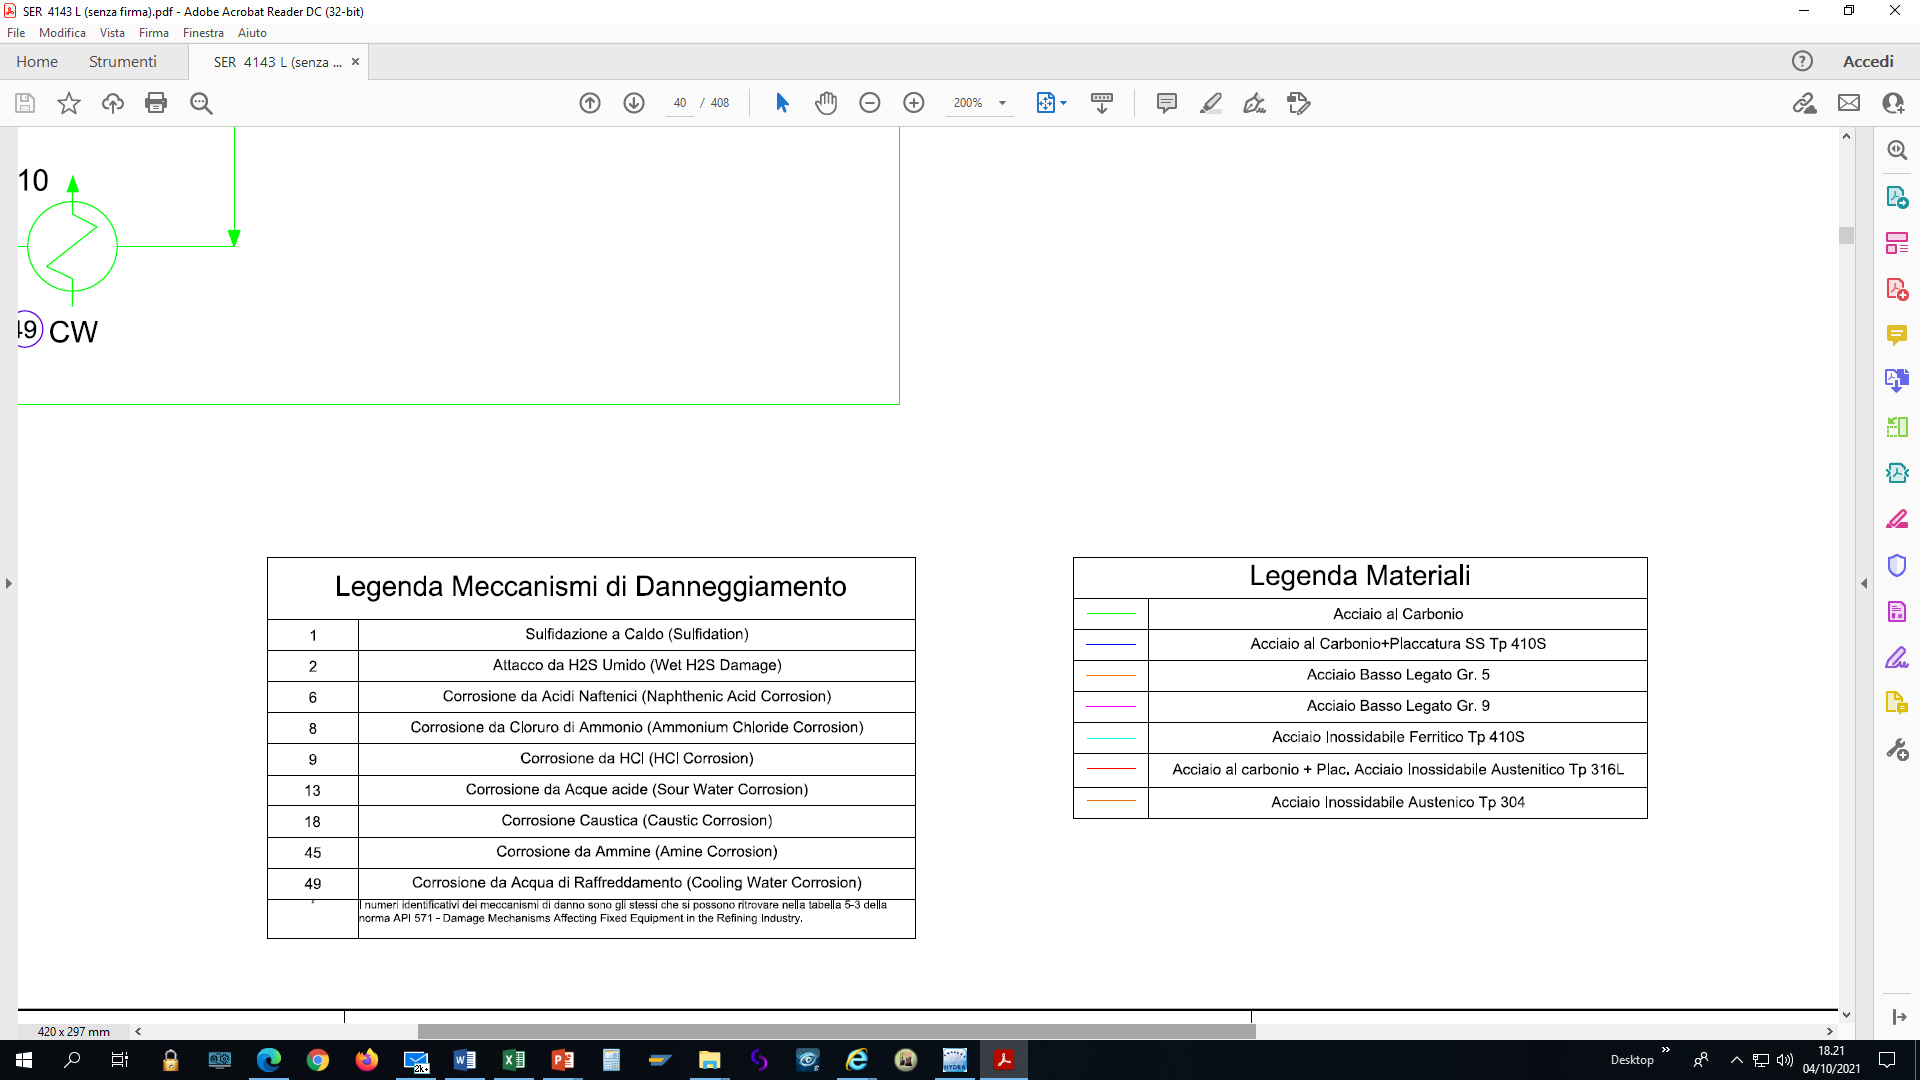 SER 4143 L (senza firma).pdf - Adobe Acrobat Reader DC (32-bit)
File Modifica Vista Firma Finestra Aiuto
Home Strumenti SER 4143 L (senza ... × Accedi
40 / 408 200%
10
49 CW
Legenda Meccanismi di Danneggiamento
1 Sulfidazione a Caldo (Sulfidation)
2 Attacco da H2S Umido (Wet H2S Damage)
6 Corrosione da Acidi Naftenici (Naphthenic Acid Corrosion)
8 Corrosione da Cloruro di Ammonio (Ammonium Chloride Corrosion)
9 Corrosione da HCl (HCl Corrosion)
13 Corrosione da Acque acide (Sour Water Corrosion)
18 Corrosione Caustica (Caustic Corrosion)
45 Corrosione da Ammine (Amine Corrosion)
49 Corrosione da Acqua di Raffreddamento (Cooling Water Corrosion)
I numeri identificativi dei meccanismi di danno sono gli stessi che si possono ritrovare nella tabella 5-3 della
norma API 571 - Damage Mechanisms Affecting Fixed Equipment in the Refining Industry.
Legenda Materiali
Acciaio al Carbonio
Acciaio al Carbonio+Placcatura SS Tp 410S
Acciaio Basso Legato Gr. 5
Acciaio Basso Legato Gr. 9
Acciaio Inossidabile Ferritico Tp 410S
Acciaio al carbonio + Plac. Acciaio Inossidabile Austenitico Tp 316L
Acciaio Inossidabile Austenico Tp 304
420 x 297 mm
2k+
HYDRA
Desktop
18.21
04/10/2021